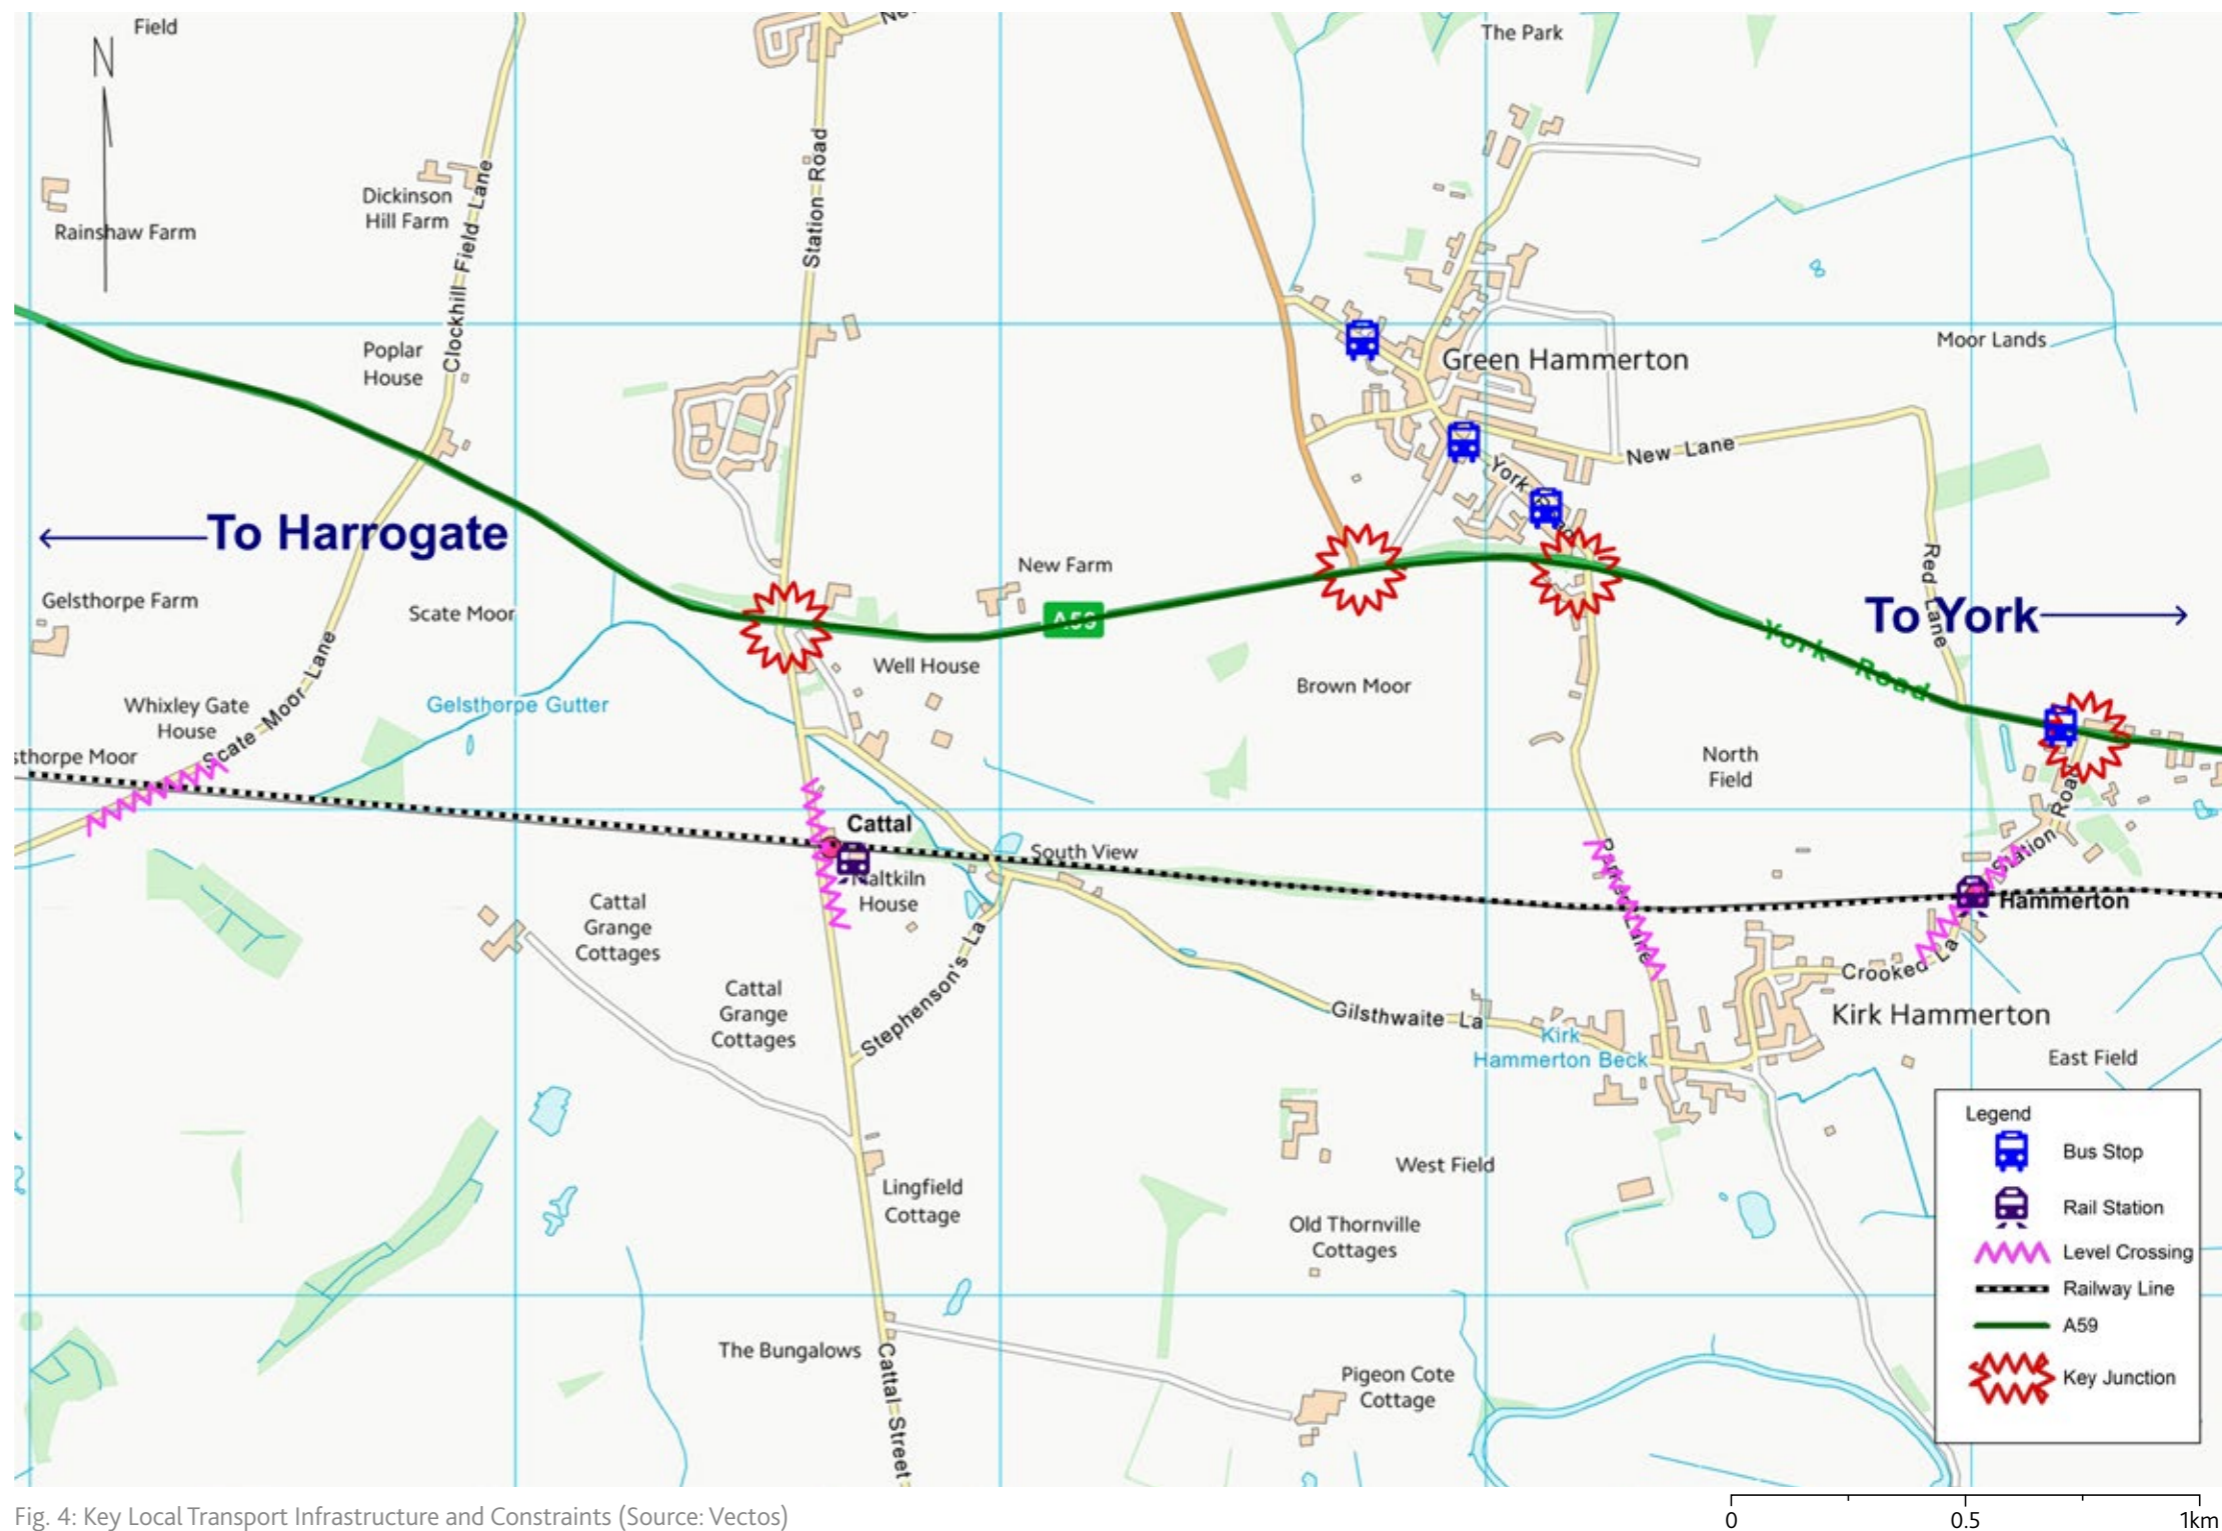 Field
Ne
The Park
N
Station Road
Dickinson
Hill Farm
Clockhill Field Lane
Rainshaw Farm
Poplar
House
Green Hammerton
Moor Lands
New Lane
York
To Harrogate
New Farm
Red Lane
Gelsthorpe Farm
Scate Moor
A59
To York
York Road
Well House
Brown Moor
Gelsthorpe Gutter
Whixley Gate
House
Scate Moor Lane
sthorpe Moor
North
Field
Station Road
Cattal
South View
Maltkiln
House
Parks Lane
Hammerton
Cattal
Grange
Cottages
Stephenson's La
Crooked La
Cattal
Grange
Cottages
Gilsthwaite La
Kirk Hammerton
Kirk
Hammerton Beck
East Field
West Field
Lingfield
Cottage
Old Thornville
Cottages
The Bungalows
Cattal Street
Pigeon Cote
Cottage
Legend
Bus Stop
Rail Station
Level Crossing
Railway Line
A59
Key Junction
Fig. 4: Key Local Transport Infrastructure and Constraints (Source: Vectos)
0 0.5 1km